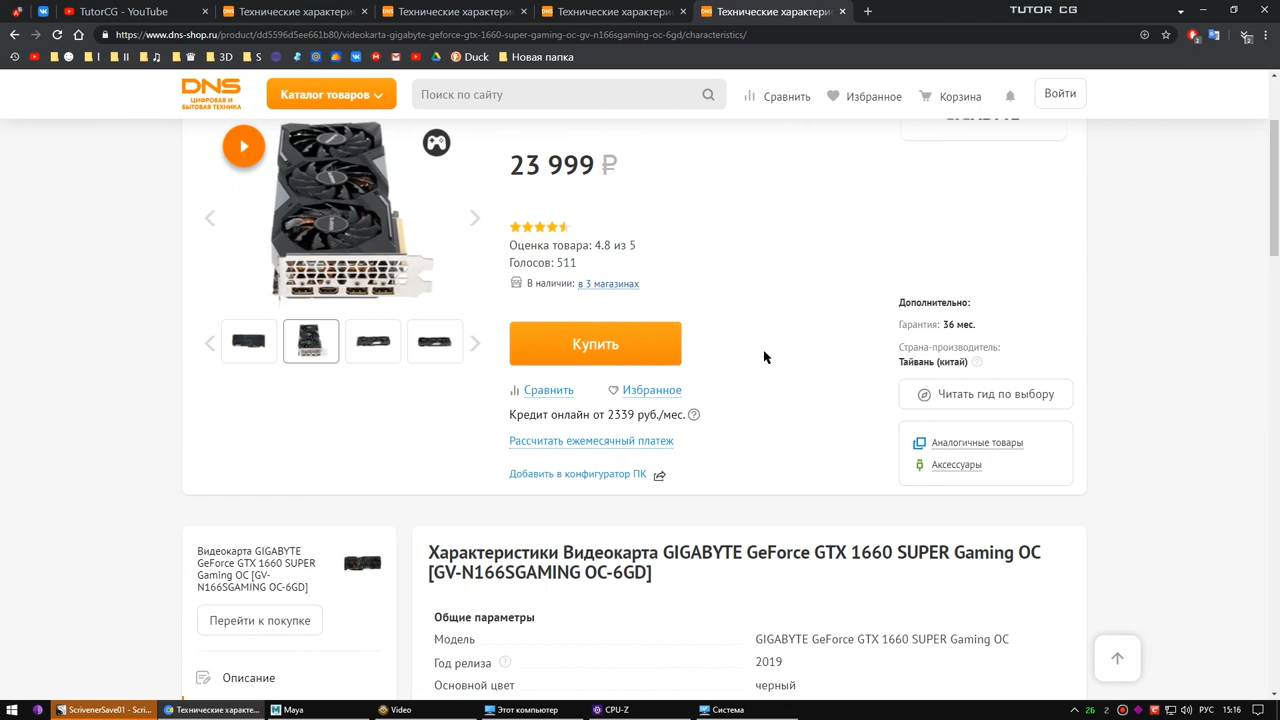 TutorCG - YouTube
Технические характери
Технические характери
Технические характери
Технические характери
TUTOR CG
https://www.dns-shop.ru/product/dd5596d5ee661b80/videokarta-gigabyte-geforce-gtx-1660-super-gaming-oc-gv-n166sgaming-oc-6gd/characteristics/
I
J
3D
S
Duck
Новая папка
DNS
ЦИФРОВАЯ И
БЫТОВАЯ ТЕХНИКА
Каталог товаров
Поиск по сайту
Сравнить
Избранное
Корзина
Войти
23 999 ₽
Оценка товара: 4.8 из 5
Голосов: 511
В наличии: в 3 магазинах
Купить
Сравнить
Избранное
Кредит онлайн от 2339 руб./мес.
Рассчитать ежемесячный платеж
Добавить в конфигуратор ПК
Дополнительно:
Гарантия: 36 мес.
Страна-производитель:
Тайвань (китай)
Читать гид по выбору
Аналогичные товары
Аксессуары
Видеокарта GIGABYTE
GeForce GTX 1660 SUPER
Gaming OC [GV-
N166SGAMING OC-6GD]
Перейти к покупке
Описание
Характеристики Видеокарта GIGABYTE GeForce GTX 1660 SUPER Gaming OC
[GV-N166SGAMING OC-6GD]
Общие параметры
Модель
GIGABYTE GeForce GTX 1660 SUPER Gaming OC
Год релиза
2019
Основной цвет
черный
ScrivenerSave01 - Scri...
Технические характе...
Maya
Video
Этот компьютер
CPU-Z
Система
26
2
РУС
15:16